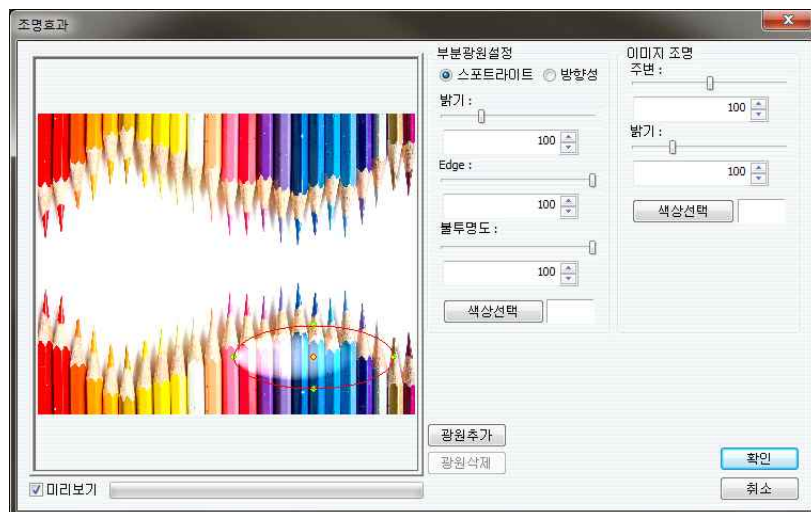 조명효과
부분광원설정
스포트라이트 방향성
밝기 :
100
Edge :
100
불투명도 :
100
색상선택
이미지 조명
주변 :
100
밝기 :
100
색상선택
광원추가
광원삭제
미리보기
확인
취소